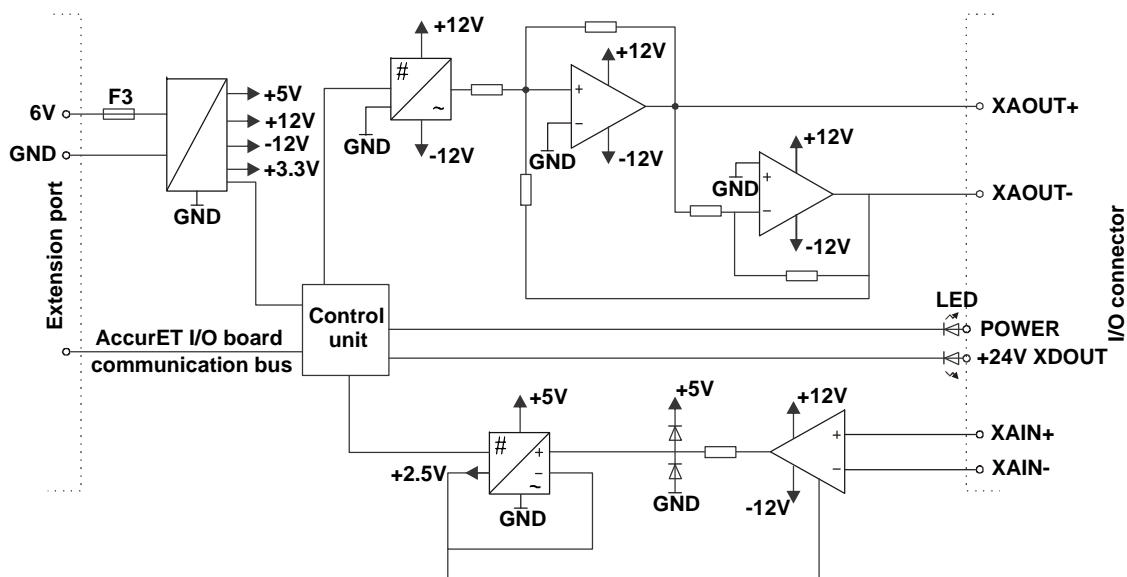 +12V
#
~
GND
-12V
6V
F3
GND
+5V
+12V
-12V
+3.3V
GND
+12V
+
−
GND
-12V
XAOUT+
+12V
GND
+
−
-12V
XAOUT-
Extension port
I/O connector
Control
unit
AccurET I/O board
communication bus
LED
POWER
+24V XDOUT
+5V
#
+
−
~
+2.5V
GND
+5V
GND
+12V
+
−
-12V
XAIN+
XAIN-